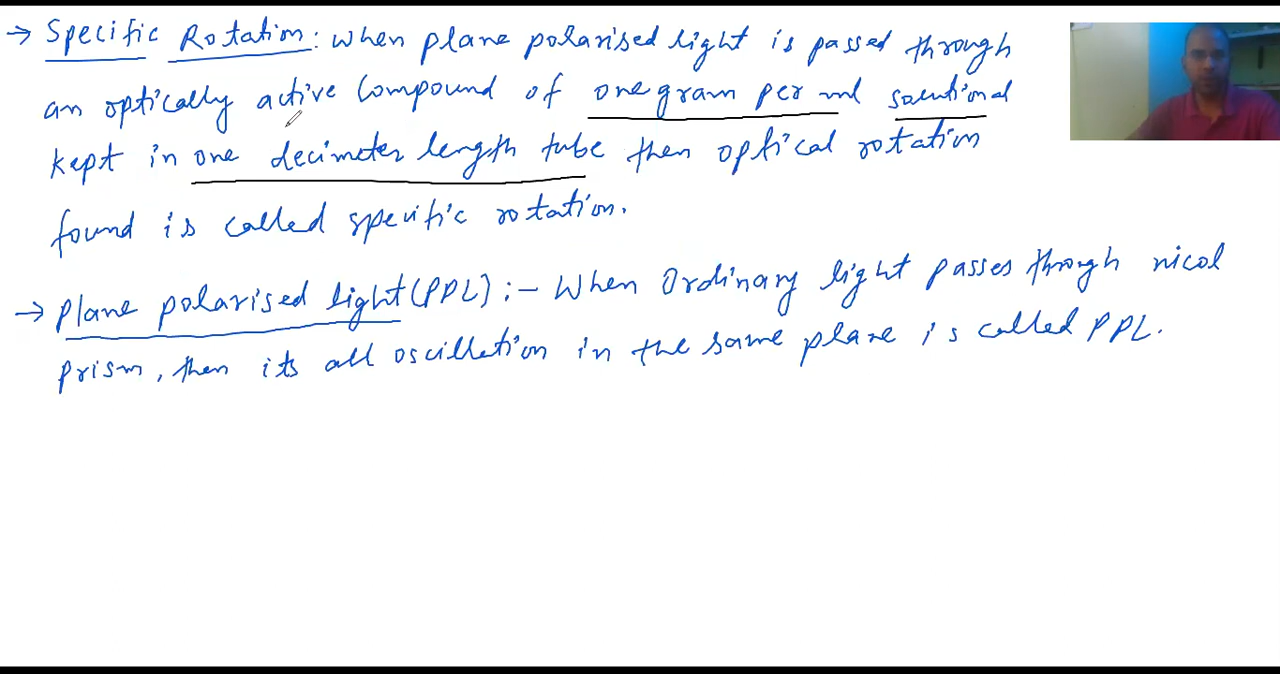 → Specific Rotation: when plane polarised light is passed through
an optically active compound of one gram per ml solutional
kept in one decimeter length tube then optical rotation
found is called specific rotation.
→ Plane polarised light (PPL) :- When Ordinary light passes through nicol
prism, then its all oscillation in the same plane is called PPL.